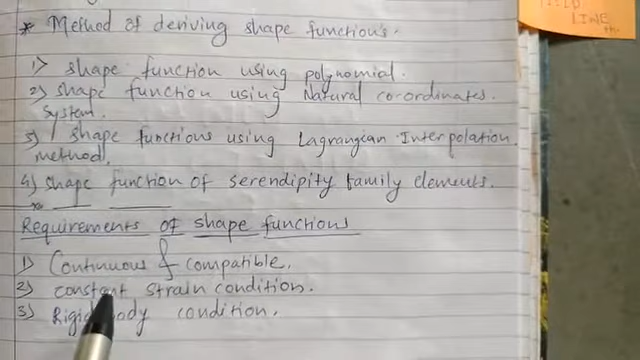 * Method of deriving shape functions.
1) shape function using polynomial.
2) shape function using Natural co-ordinates.
system.
3) shape functions using Lagrangean Interpolation
method.
4) shape function of serendipity family elements.
Requirements of shape functions
1) Continuous & compatible.
2) constant strain condition.
3) Rigid body condition.
LINE